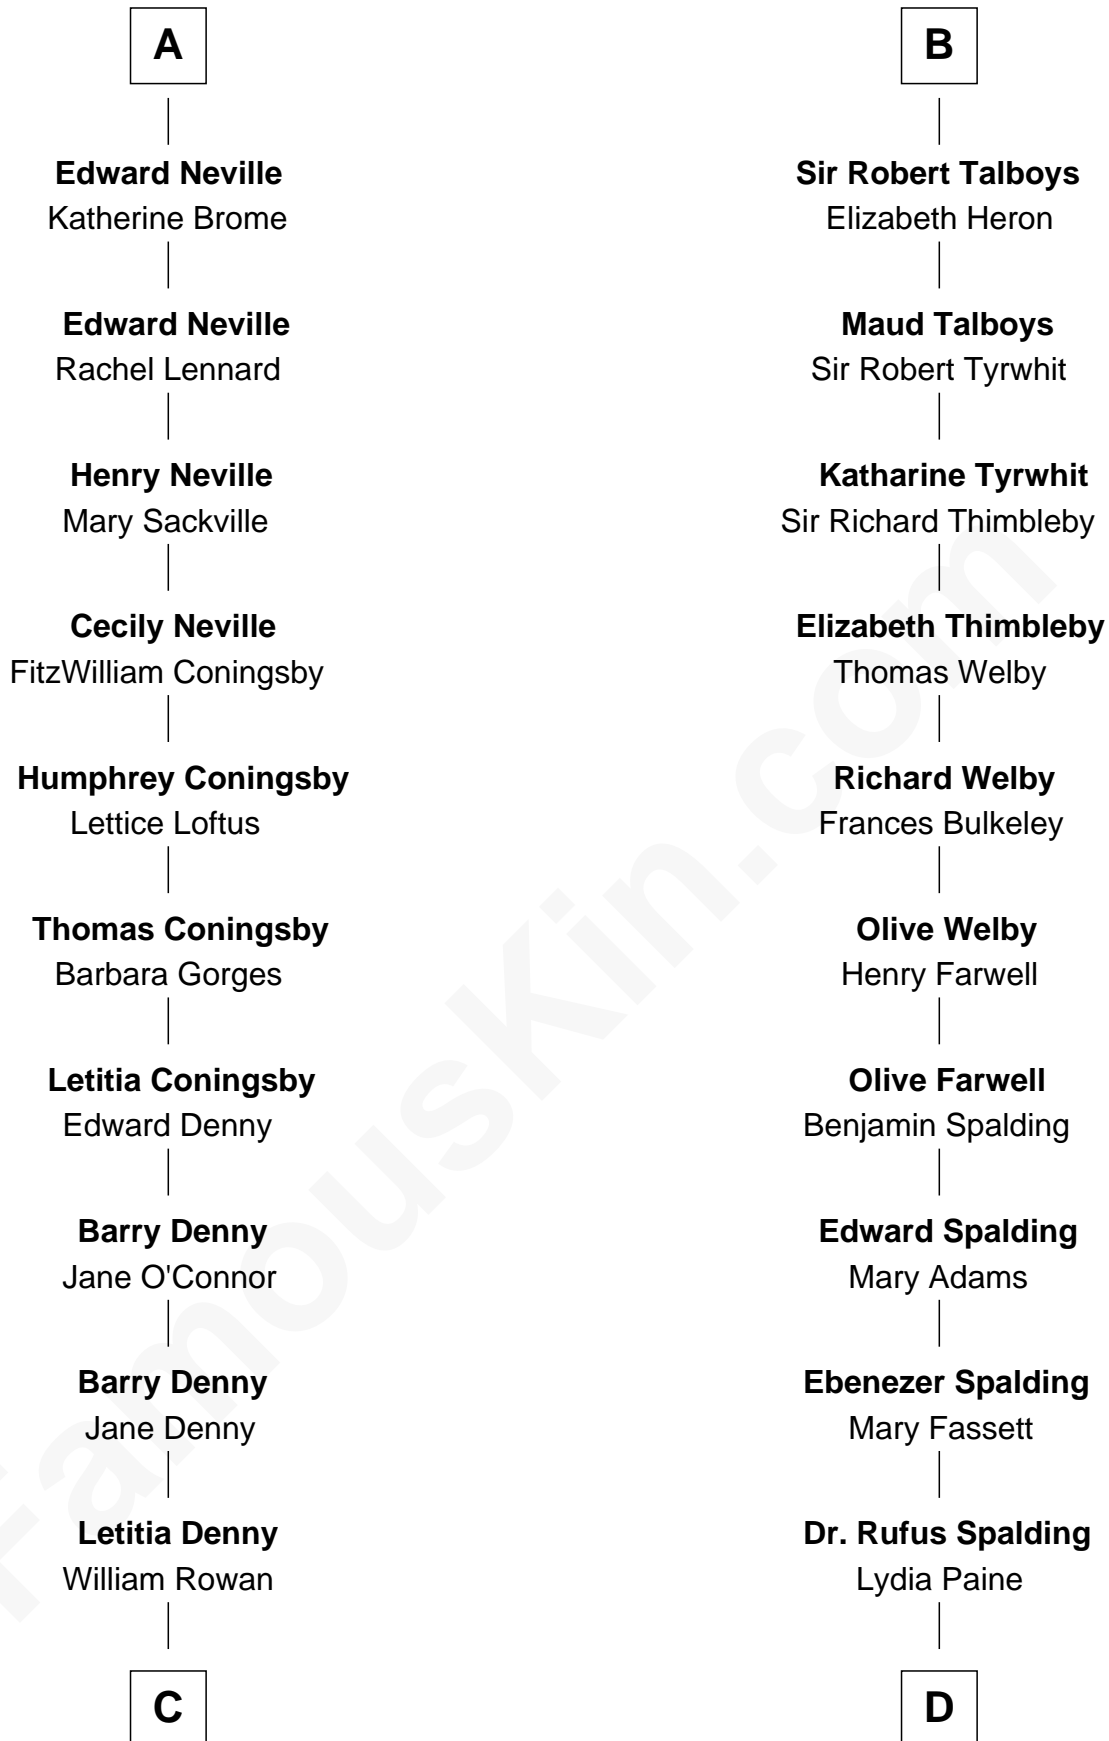 A
Edward Neville
Katherine Brome
Edward Neville
Rachel Lennard
Henry Neville
Mary Sackville
Cecily Neville
FitzWilliam Coningsby
Humphrey Coningsby
Lettice Loftus
Thomas Coningsby
Barbara Gorges
Letitia Coningsby
Edward Denny
Barry Denny
Jane O'Connor
Barry Denny
Jane Denny
Letitia Denny
William Rowan
C
B
Sir Robert Talboys
Elizabeth Heron
Maud Talboys
Sir Robert Tyrwhit
Katharine Tyrwhit
Sir Richard Thimbleby
Elizabeth Thimbleby
Thomas Welby
Richard Welby
Frances Bulkeley
Olive Welby
Henry Farwell
Olive Farwell
Benjamin Spalding
Edward Spalding
Mary Adams
Ebenezer Spalding
Mary Fassett
Dr. Rufus Spalding
Lydia Paine
D
FamousKin.com